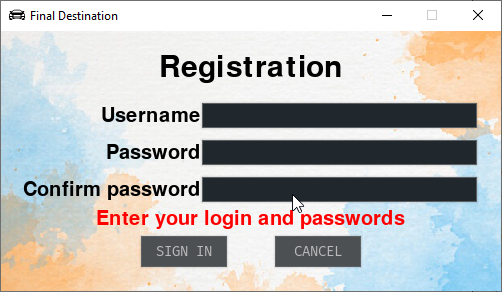 Final Destination
Registration
Username
Password
Confirm password
Enter your login and passwords
SIGN IN CANCEL